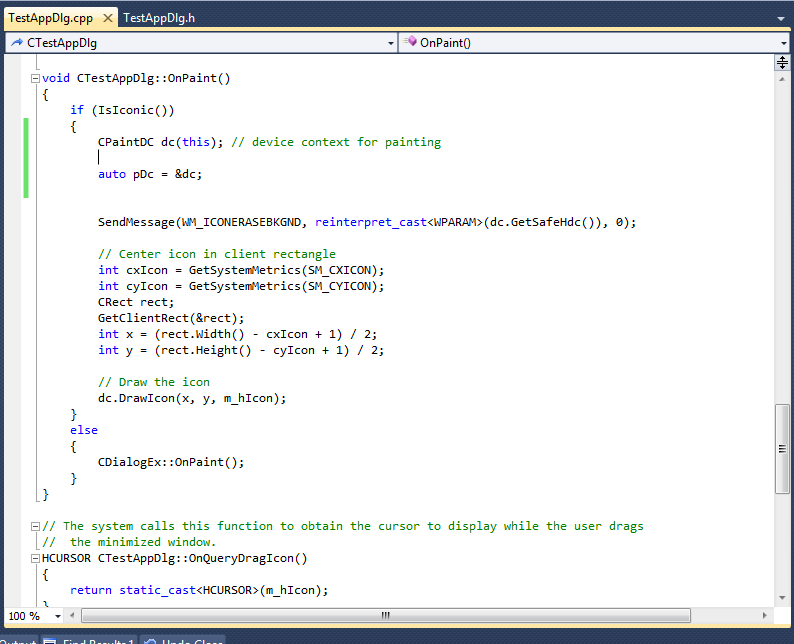 TestAppDlg.cpp TestAppDlg.h
CTestAppDlg OnPaint()
void CTestAppDlg::OnPaint()
{
    if (IsIconic())
    {
        CPaintDC dc(this); // device context for painting
        auto pDc = &dc;
        SendMessage(WM_ICONERASEBKGND, reinterpret_cast<WPARAM>(dc.GetSafeHdc()), 0);
        // Center icon in client rectangle
        int cxIcon = GetSystemMetrics(SM_CXICON);
        int cyIcon = GetSystemMetrics(SM_CYICON);
        CRect rect;
        GetClientRect(&rect);
        int x = (rect.Width() - cxIcon + 1) / 2;
        int y = (rect.Height() - cyIcon + 1) / 2;
        // Draw the icon
        dc.DrawIcon(x, y, m_hIcon);
    }
    else
    {
        CDialogEx::OnPaint();
    }
}
// The system calls this function to obtain the cursor to display while the user drags
//  the minimized window.
HCURSOR CTestAppDlg::OnQueryDragIcon()
{
    return static_cast<HCURSOR>(m_hIcon);
}
100 %
Output Find Results 1 Undo Close